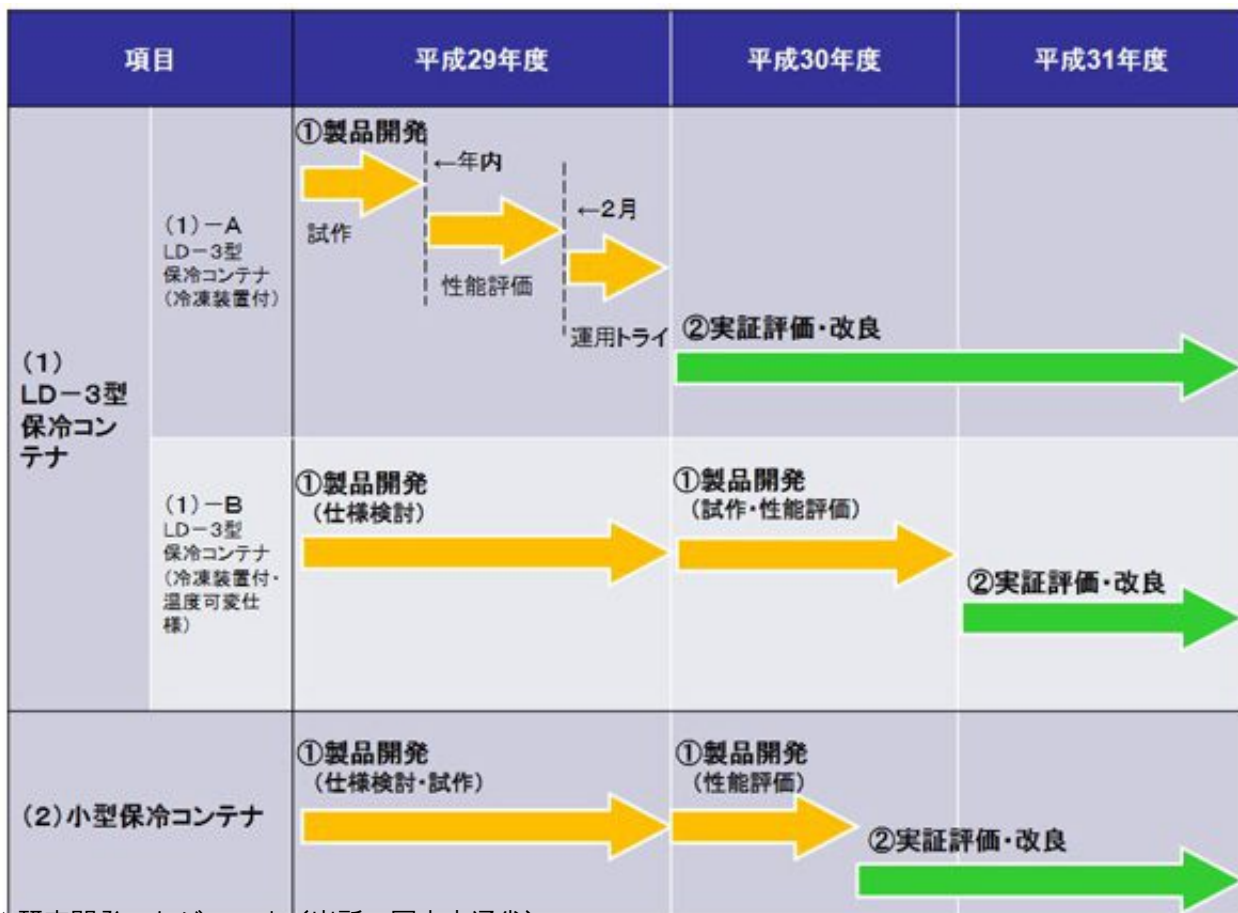 項目
平成29年度
平成30年度
平成31年度
(1)
LD-3型
保冷コン
テナ
(1)-A
LD-3型
保冷コンテナ
(冷凍装置付)
①製品開発
←年内
試作
←2月
性能評価
運用トライ
②実証評価・改良
(1)-B
LD-3型
保冷コンテナ
(冷凍装置付・
温度可変仕
様)
①製品開発
(仕様検討)
①製品開発
(試作・性能評価)
②実証評価・改良
(2)小型保冷コンテナ
①製品開発
(仕様検討・試作)
①製品開発
(性能評価)
②実証評価・改良